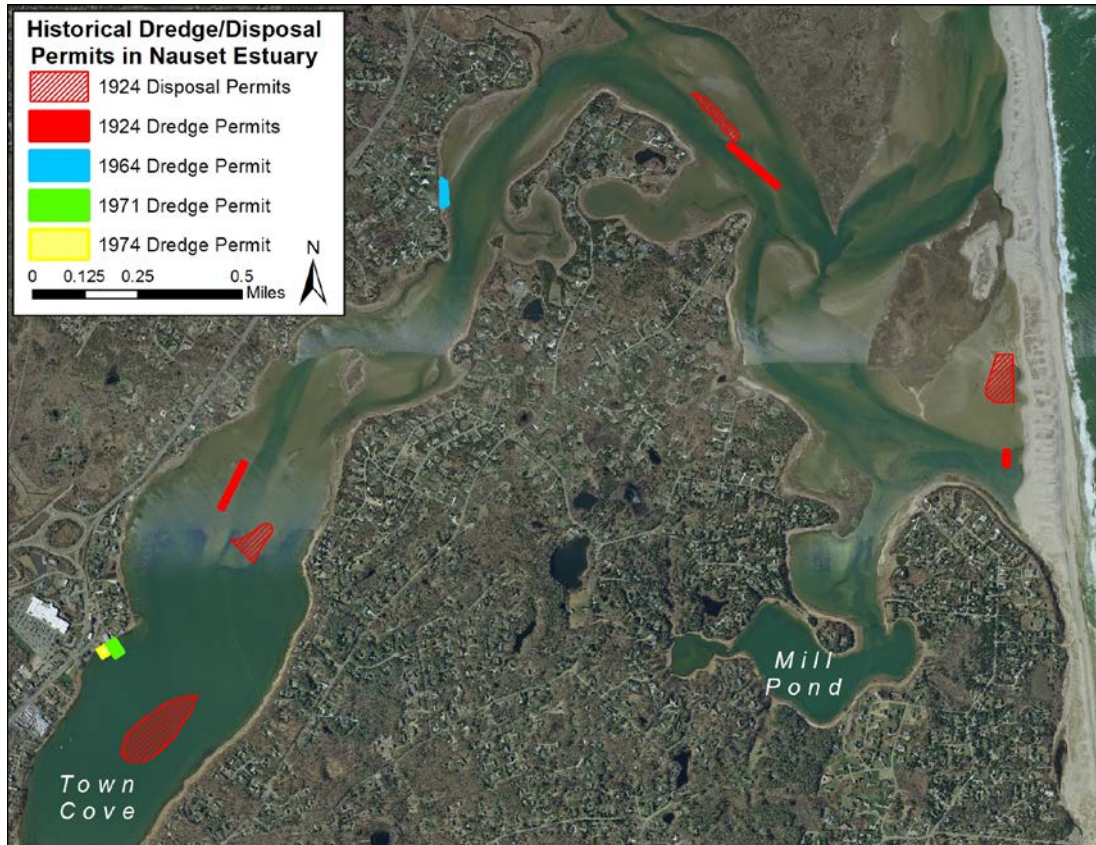 Historical Dredge/Disposal
Permits in Nauset Estuary
1924 Disposal Permits
1924 Dredge Permits
1964 Dredge Permit
1971 Dredge Permit
1974 Dredge Permit
N
0 0.125 0.25 0.5
Miles
Mill
Pond
Town
Cove